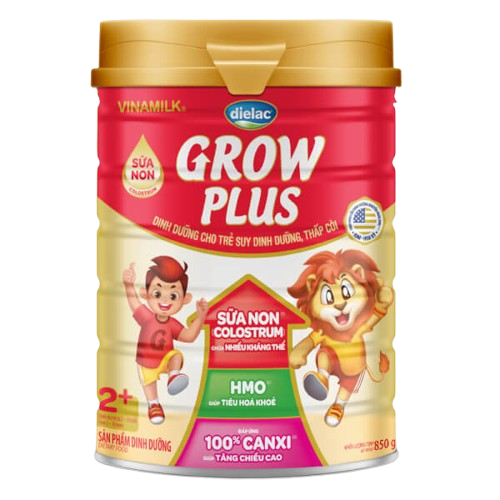 VINAMILK®
dielac
SỮA
NON
COLOSTRUM
GROW
PLUS
DINH DƯỠNG CHO TRẺ SUY DINH DƯỠNG, THẤP CÒI
SỮA NON
COLOSTRUM
CHỨA NHIỀU KHÁNG THỂ
HMO
GIÚP TIÊU HOÁ KHOẺ
ĐÁP ỨNG
100% CANXI
GIÚP TĂNG CHIỀU CAO
2+
SẢN PHẨM DINH DƯỠNG
DIETARY FOOD
850 g